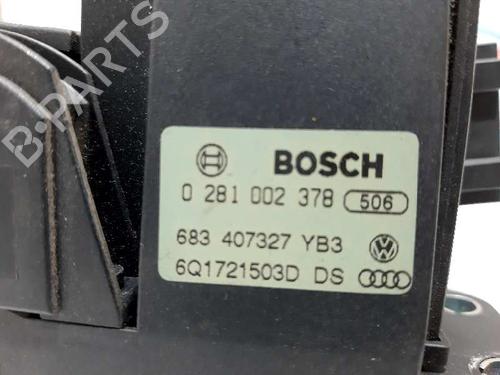 B-PARTS
BOSCH
0 281 002 378 506
683 407327 YB3
6Q1721503D DS